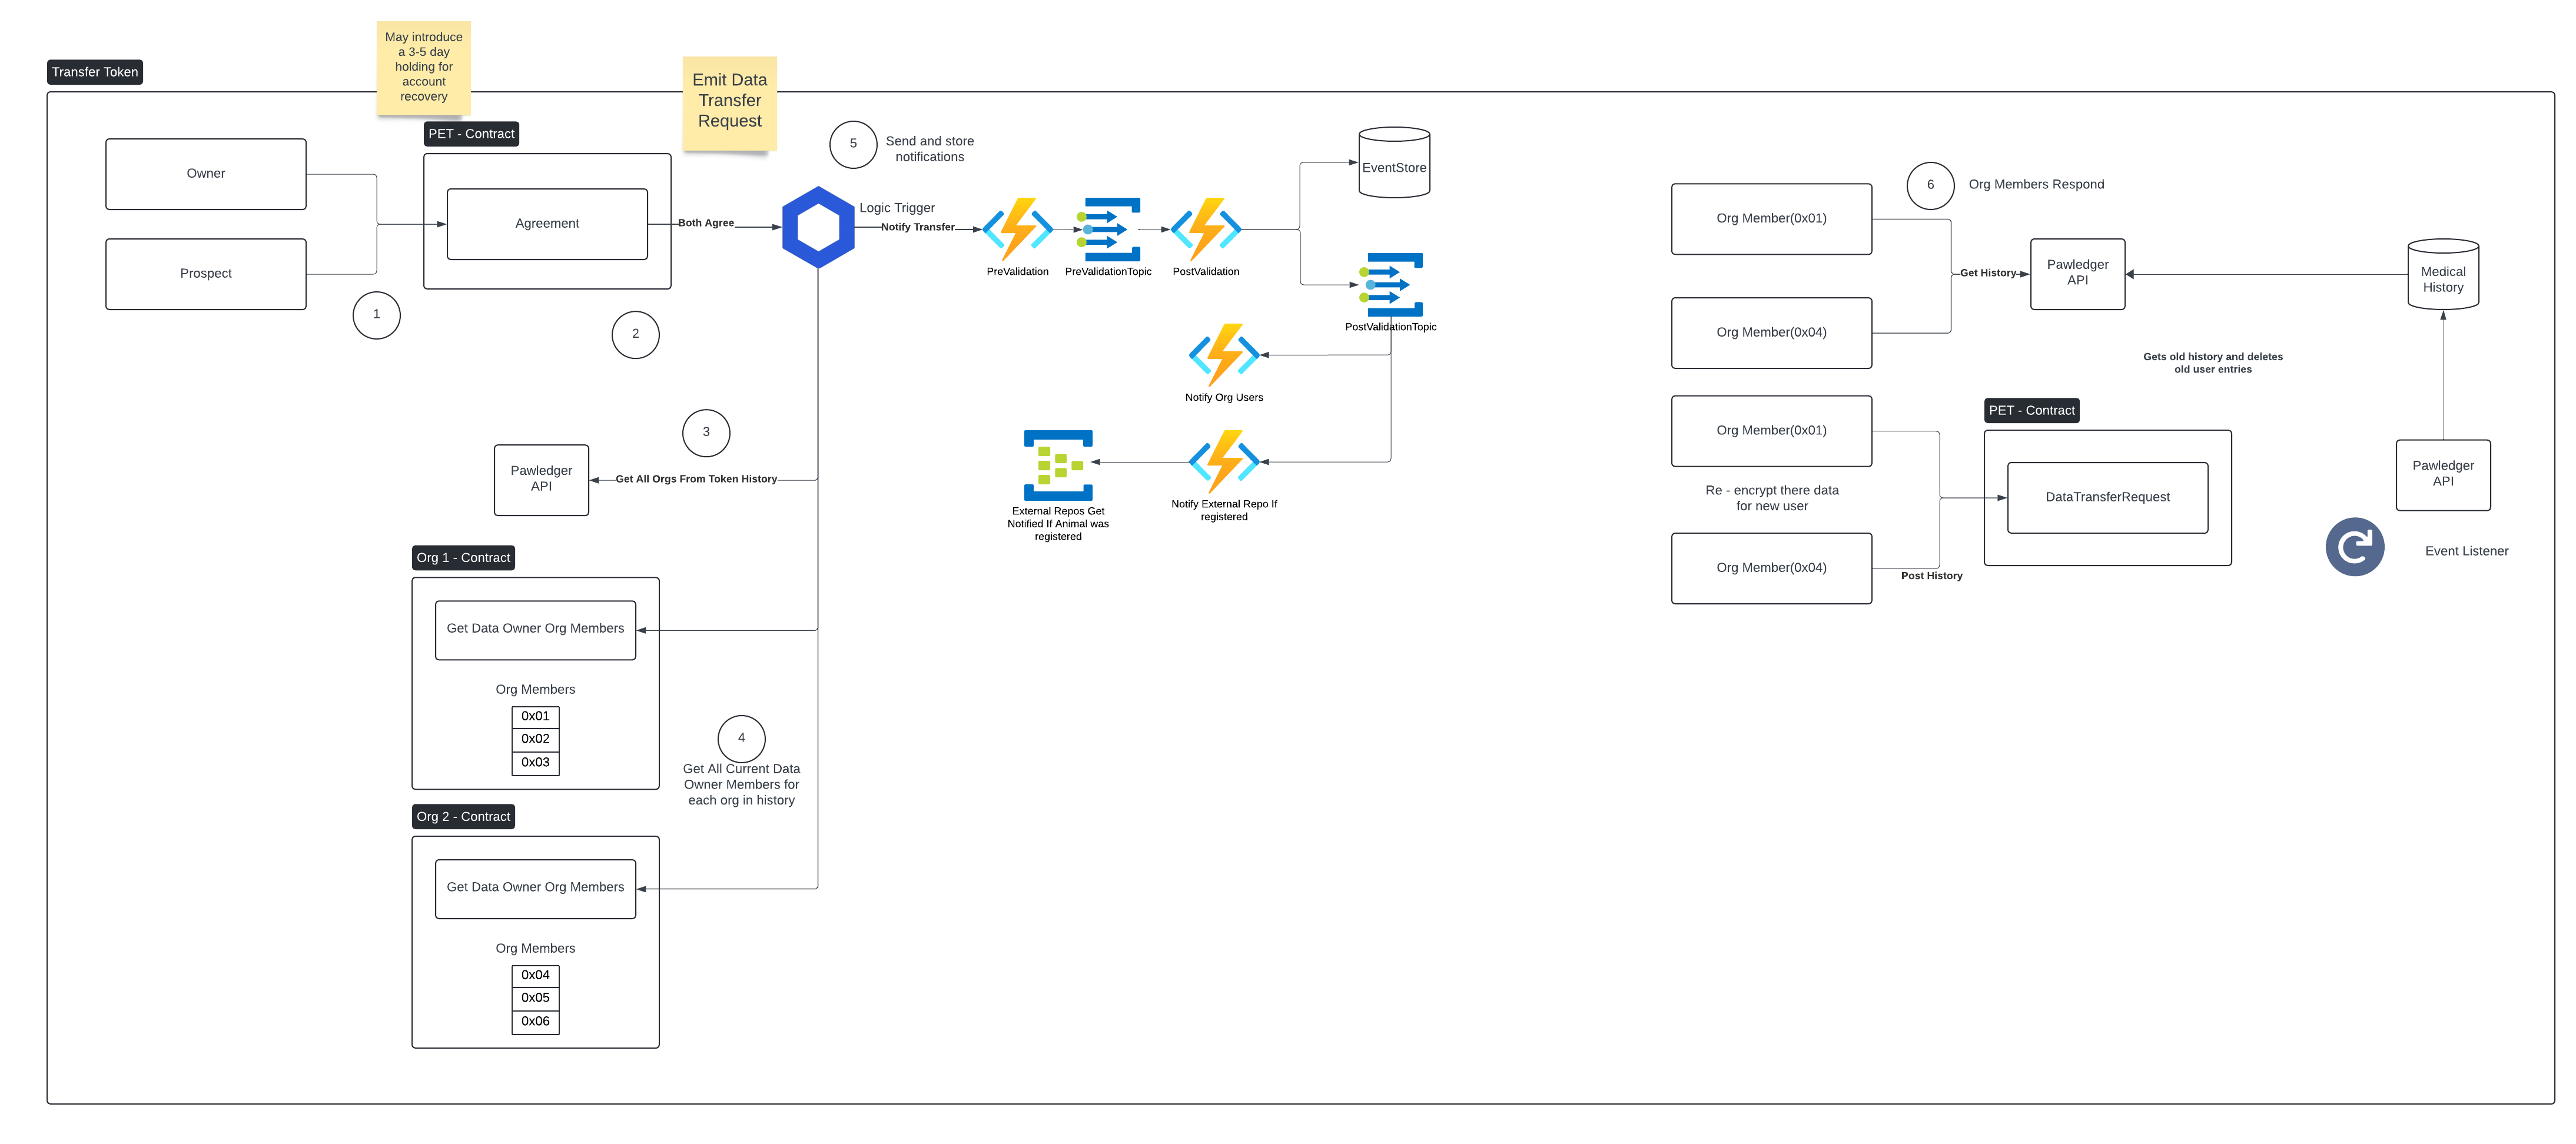 May introduce
a 3-5 day
holding for
account
recovery
Transfer Token
Emit Data
Transfer
Request
PET - Contract
Owner
Agreement
Prospect
1
2
Both Agree
5
Send and store
notifications
Logic Trigger
Notify Transfer
PreValidation
PreValidationTopic
PostValidation
EventStore
PostValidationTopic
Notify Org Users
Notify External Repo If
registered
External Repos Get
Notified If Animal was
registered
3
Pawledger
API
Get All Orgs From Token History
Org 1 - Contract
Get Data Owner Org Members
Org Members
0x01
0x02
0x03
4
Get All Current Data
Owner Members for
each org in history
Org 2 - Contract
Get Data Owner Org Members
Org Members
0x04
0x05
0x06
6
Org Members Respond
Org Member(0x01)
Org Member(0x04)
Get History
Pawledger
API
Medical
History
Gets old history and deletes
old user entries
Org Member(0x01)
Re - encrypt there data
for new user
Org Member(0x04)
Post History
PET - Contract
DataTransferRequest
Pawledger
API
Event Listener